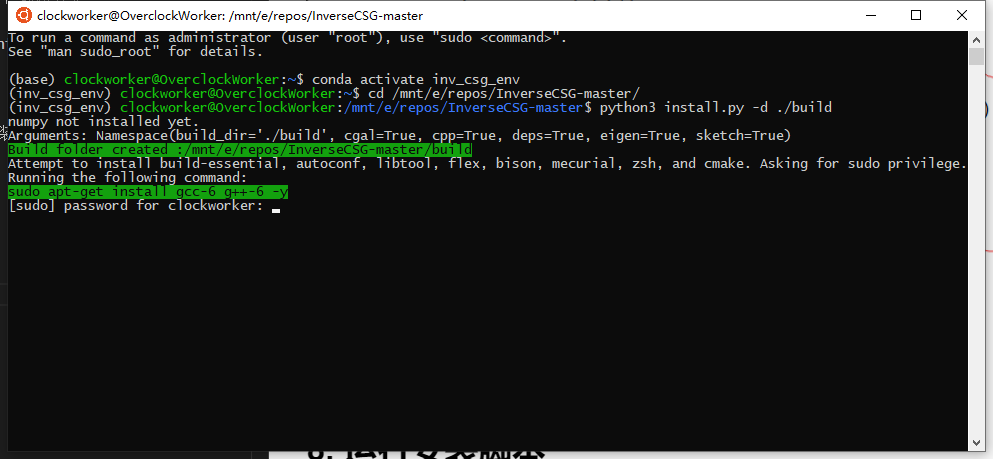 clockworker@OverclockWorker: /mnt/e/repos/InverseCSG-master
To run a command as administrator (user "root"), use "sudo <command>".
See "man sudo_root" for details.
(base) clockworker@OverclockWorker:~$ conda activate inv_csg_env
(inv_csg_env) clockworker@OverclockWorker:~$ cd /mnt/e/repos/InverseCSG-master/
(inv_csg_env) clockworker@OverclockWorker:/mnt/e/repos/InverseCSG-master$ python3 install.py -d ./build
numpy not installed yet.
Arguments: Namespace(build_dir='./build', cgal=True, cpp=True, deps=True, eigen=True, sketch=True)
Build folder created :/mnt/e/repos/InverseCSG-master/build
Attempt to install build-essential, autoconf, libtool, flex, bison, mecurial, zsh, and cmake. Asking for sudo privilege.
Running the following command:
sudo apt-get install gcc-6 g++-6 -y
[sudo] password for clockworker: